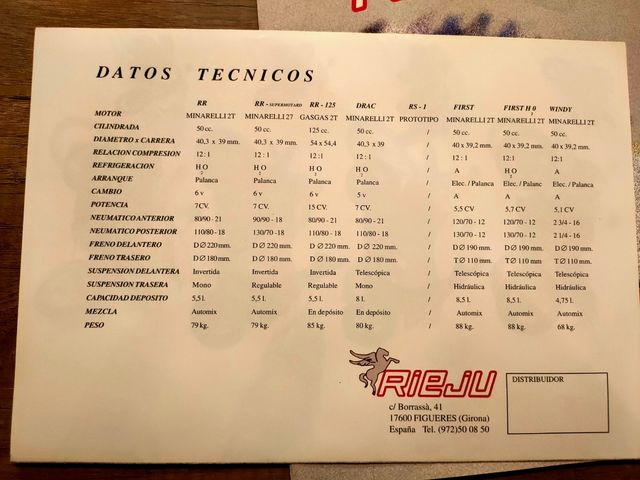 DATOS TECNICOS
RR RR - SUPERMOTARD RR - 125 DRAC RS - 1 FIRST FIRST H 0 WINDY
MOTOR MINARELLI 2T MINARELLI 2T GASGAS 2T MINARELLI 2T PROTOTIPO MINARELLI 2T MINARELLI 2T MINARELLI 2T
CILINDRADA 50 cc. 50 cc. 125 cc. 50 cc. / 50 cc. 50 cc. 50 cc.
DIAMETRO x CARRERA 40,3 x 39 mm. 40,3 x 39 mm. 54 x 54,4 40,3 x 39 / 40 x 39,2 mm. 40 x 39,2 mm. 40 x 39,2 mm.
RELACION COMPRESION 12 : 1 12 : 1 12 : 1 / 12 :1 12:1 12:1
REFRIGERACION H2O H2O H2O H2O / A H2O A
ARRANQUE Palanca Palanca Palanca Palanca / Elec. / Palanca Elec. / Palanc Elec. / Palanca
CAMBIO 6 v 6 v 6 v 5 v / A A A
POTENCIA 7 CV. 7 CV. 15 CV. 7 CV. / 5,5 CV 5,7 CV 5,1 CV
NEUMATICO ANTERIOR 80/90 - 21 90/90 - 18 80/90 - 21 80/90 - 21 / 120/70 - 12 120/70 - 12 2 3/4 - 16
NEUMATICO POSTERIOR 110/80 - 18 130/70 - 18 110/80 - 18 110/80 - 18 / 130/70 - 12 130/70 - 12 2 1/4 - 16
FRENO DELANTERO D Ø 220 mm. D Ø 220 mm. D Ø 220 mm. D Ø 220 mm. / D Ø 190 mm. D Ø 190 mm. D Ø 190 mm.
FRENO TRASERO D Ø 180 mm. D Ø 180 mm. D Ø 180 mm. D Ø 180 mm. / T Ø 110 mm. T Ø 110 mm T Ø 110 mm.
SUSPENSION DELANTERA Invertida Invertida Invertida Telescópica / Telescópica Telescópica Telescópica
SUSPENSION TRASERA Mono Regulable Regulable Mono / Hidráulica Hidráulica Hidráulica
CAPACIDAD DEPOSITO 5,5 l. 5,5 l. 5,5 l. 8 l. / 8,5 l. 8,5 l. 4,75 l.
MEZCLA Automix Automix En depósito En depósito / Automix Automix Automix
PESO 79 kg. 79 kg. 85 kg. 80 kg. / 88 kg. 88 kg. 68 kg.
RIEJU
c/ Borrassà, 41
17600 FIGUERES (Girona)
España Tel. (972) 50 08 50
DISTRIBUIDOR